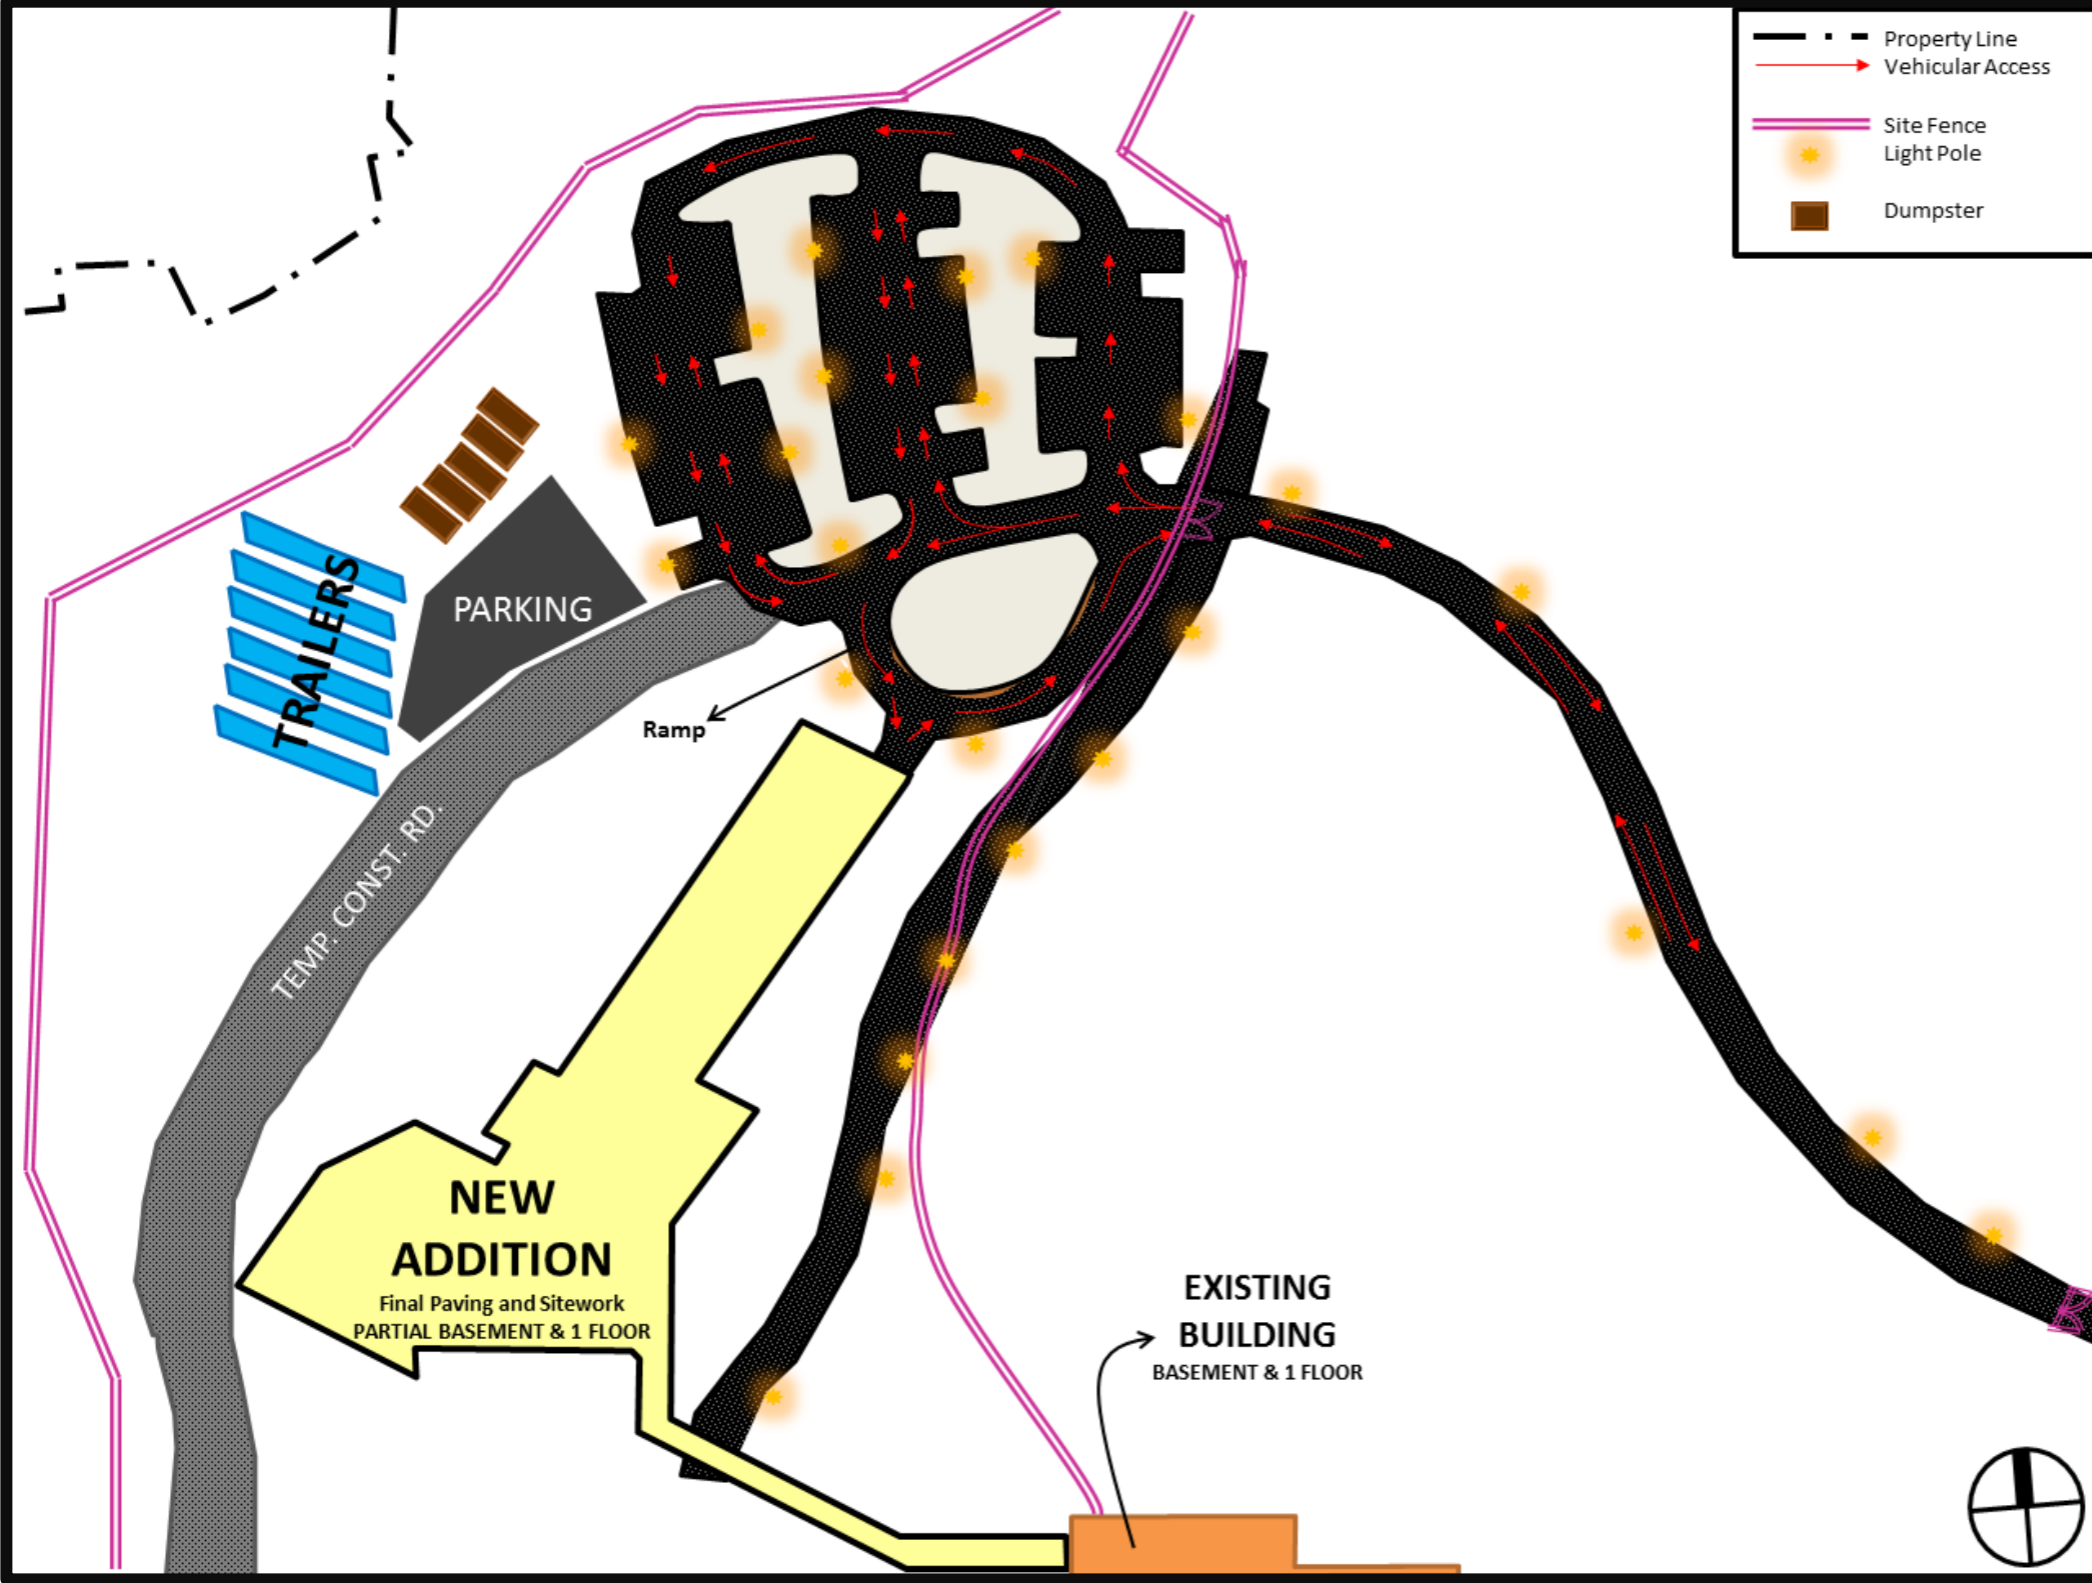 Property Line
Vehicular Access
Site Fence
Light Pole
Dumpster
TRAILERS
PARKING
Ramp
TEMP. CONST. RD.
NEW
ADDITION
Final Paving and Sitework
PARTIAL BASEMENT & 1 FLOOR
EXISTING
BUILDING
BASEMENT & 1 FLOOR